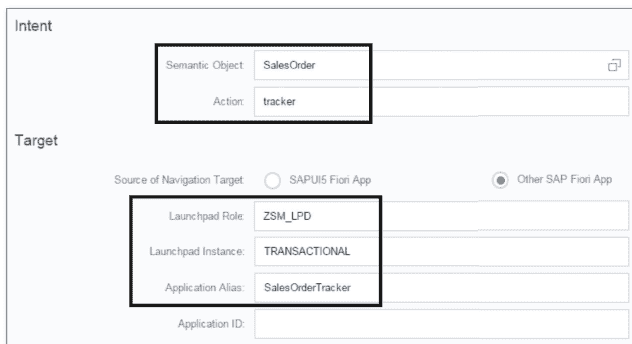 Intent
Semantic Object: SalesOrder
Action: tracker
Target
Source of Navigation Target: SAPUI5 Fiori App Other SAP Fiori App
Launchpad Role: ZSM_LPD
Launchpad Instance: TRANSACTIONAL
Application Alias: SalesOrderTracker
Application ID: